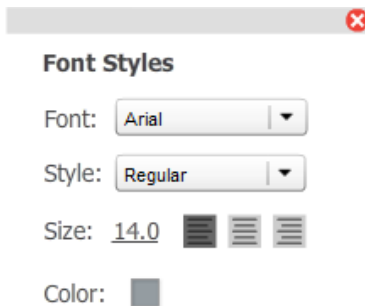 Font Styles
Font: Arial
Style: Regular
Size: 14.0
Color: